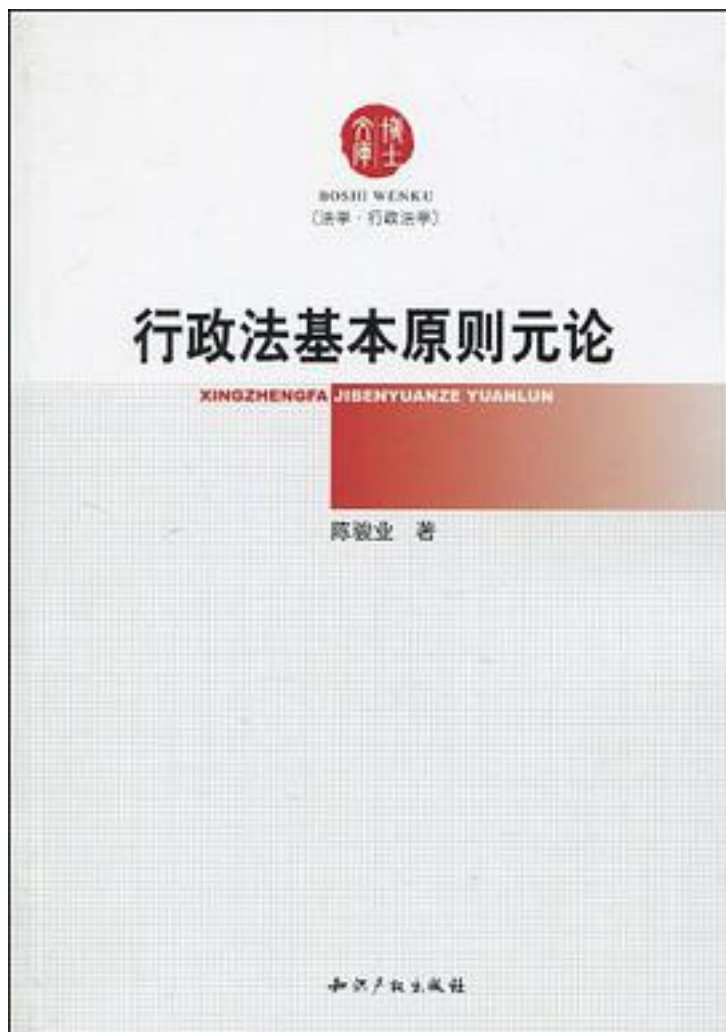 博士
文库
BOSHI WENKU
（法学·行政法学）
行政法基本原则元论
XINGZHENGFA JIBENYUANZE YUANLUN
陈骏业 著
知识产权出版社